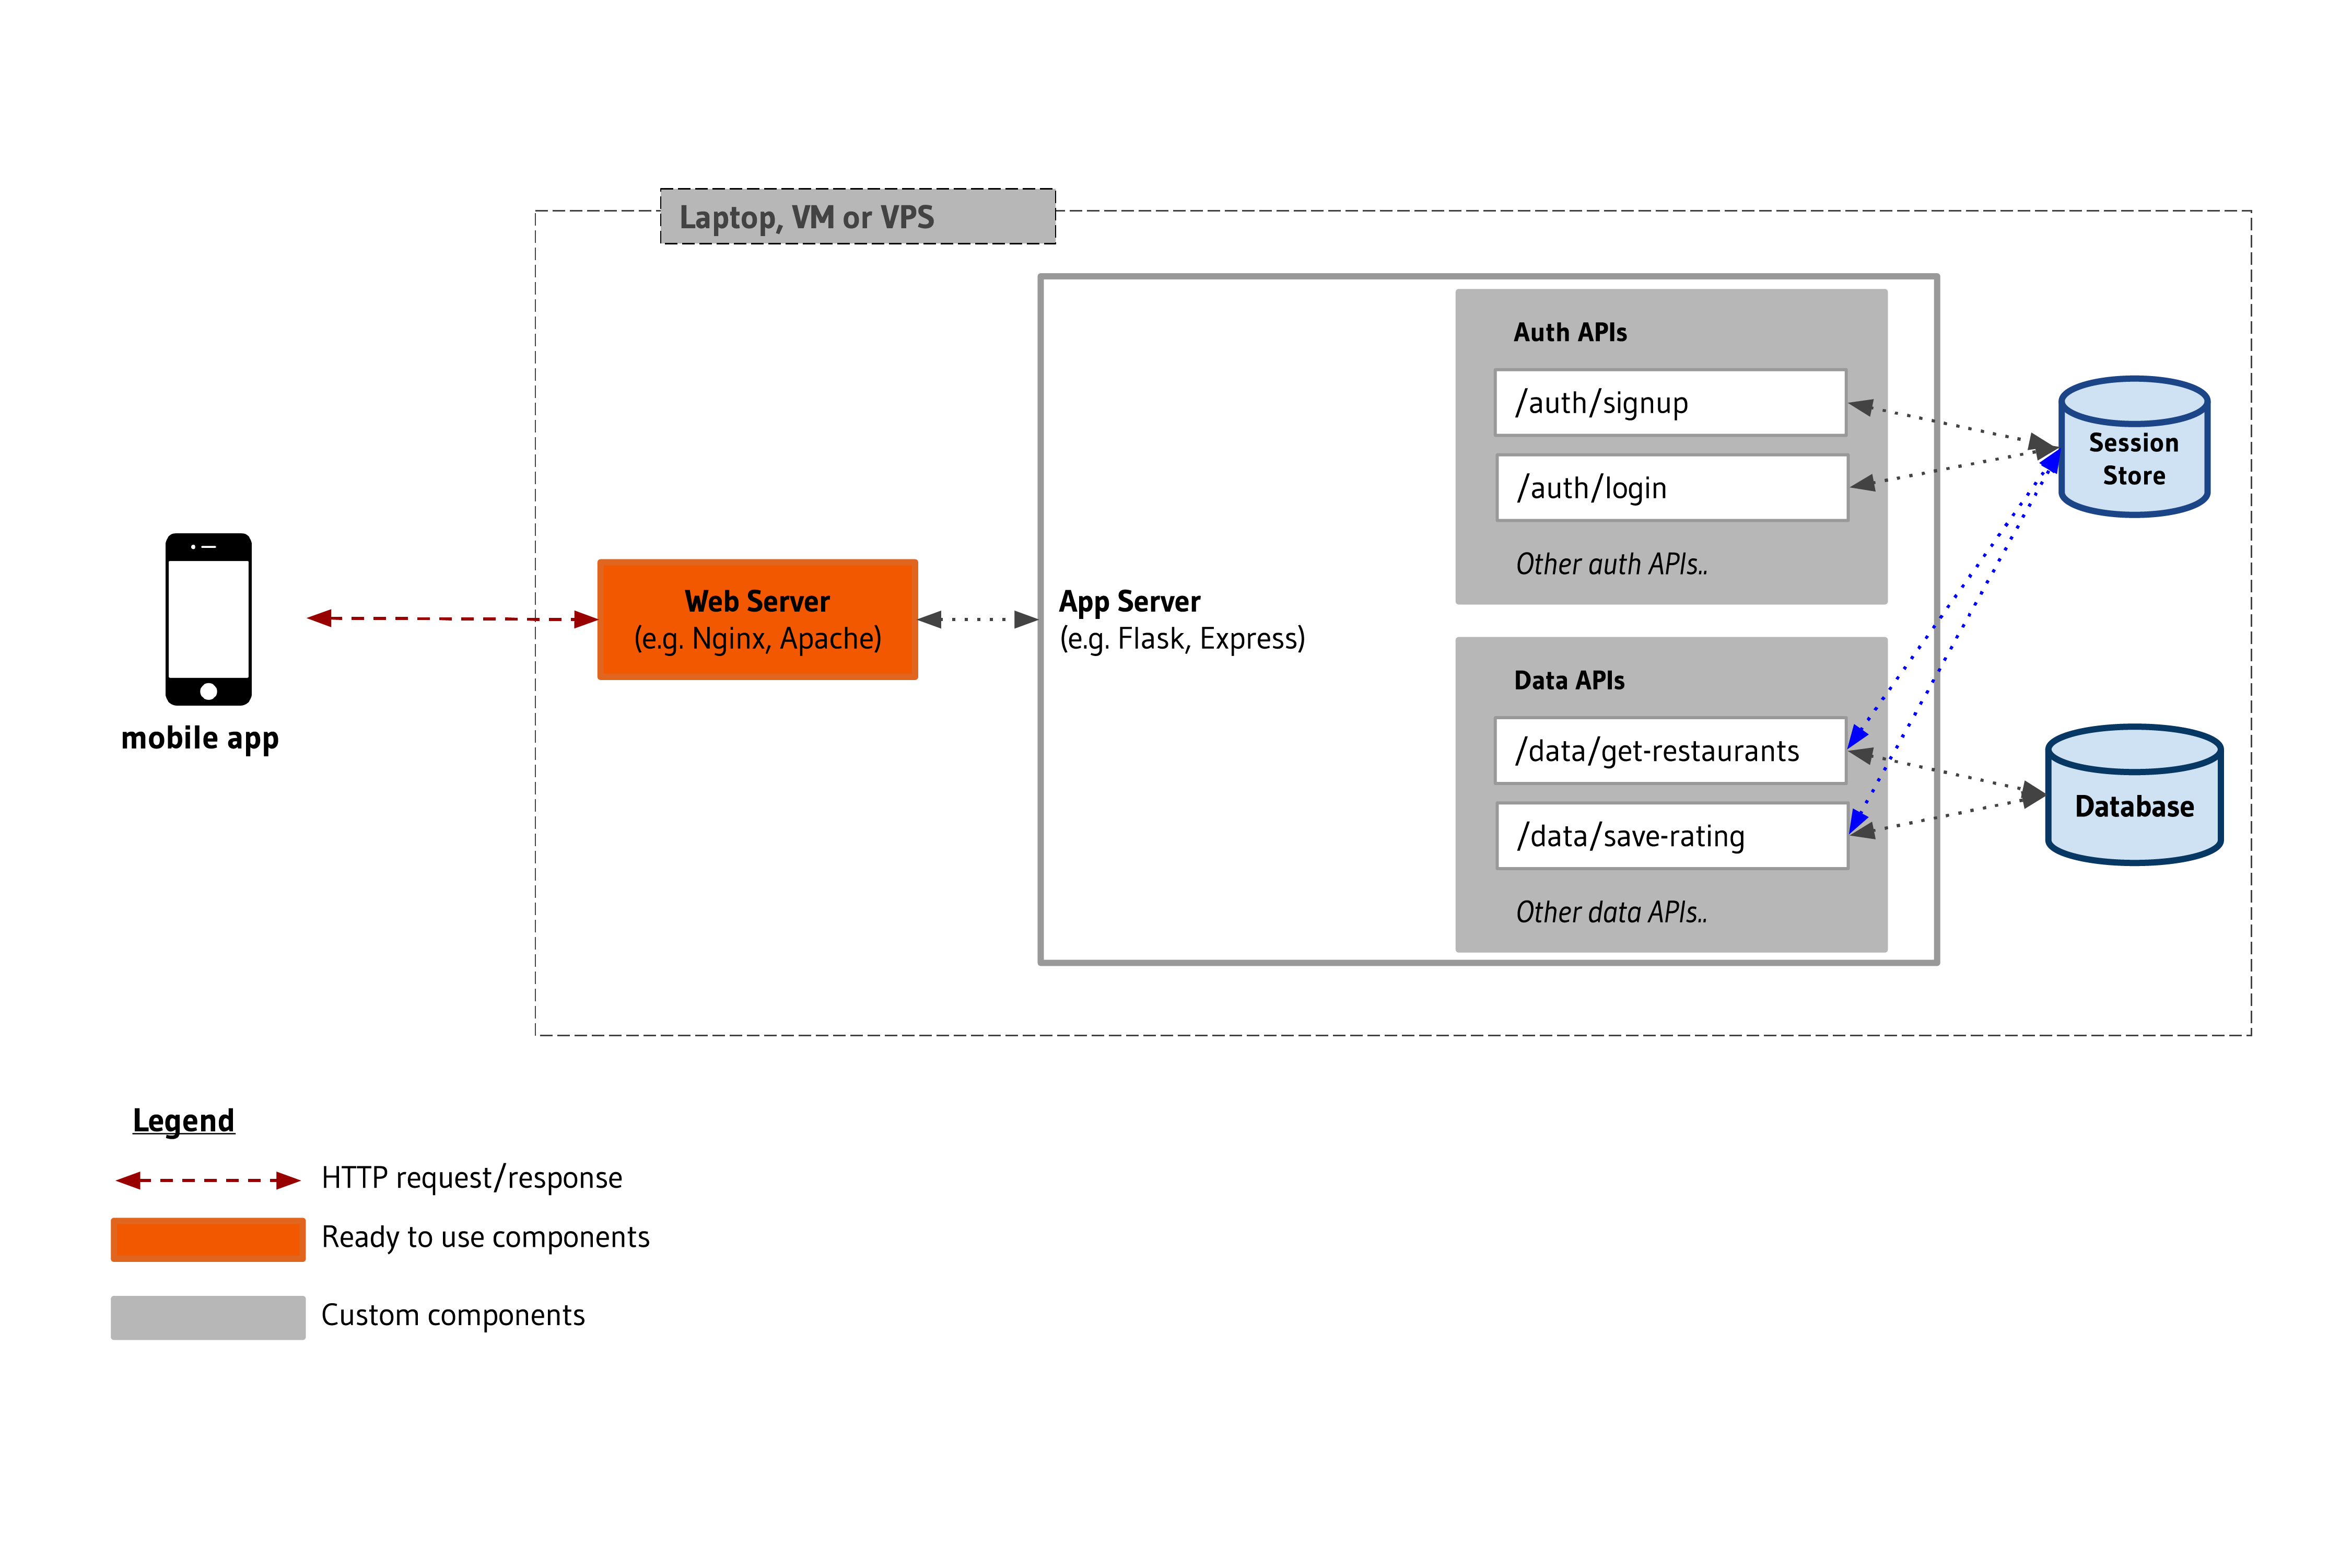 Laptop, VM or VPS
Auth APIs
/auth/signup
/auth/login
Other auth APIs..
Session
Store
Web Server
(e.g. Nginx, Apache)
App Server
(e.g. Flask, Express)
mobile app
Data APIs
/data/get-restaurants
/data/save-rating
Other data APIs..
Database
Legend
HTTP request/response
Ready to use components
Custom components